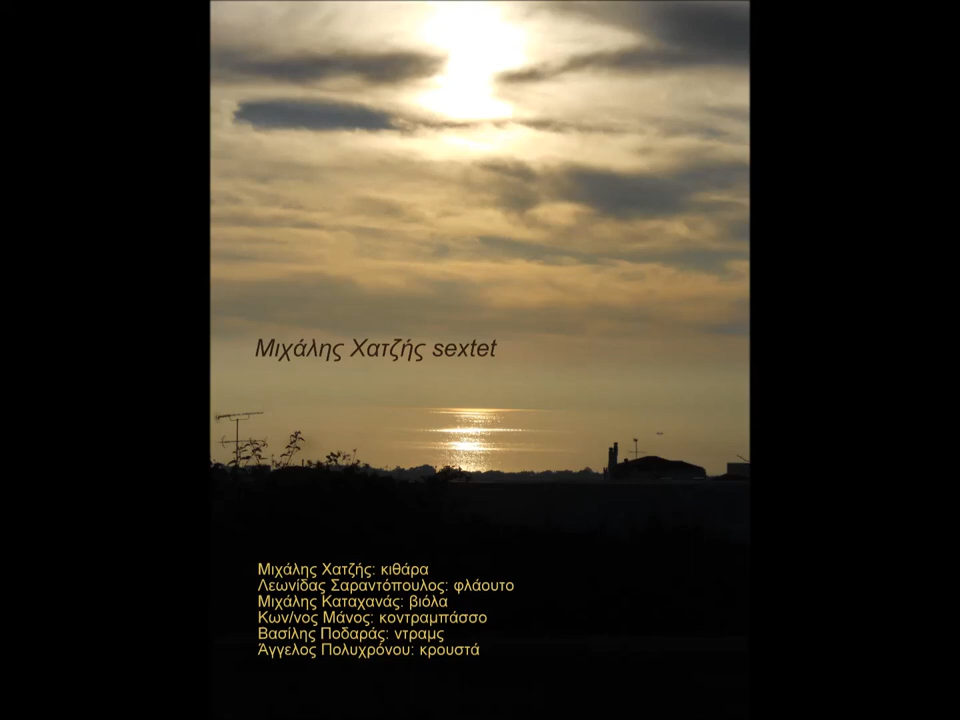 Μιχάλης Χατζής sextet
Μιχάλης Χατζής: κιθάρα
Λεωνίδας Σαραντόπουλος: φλάουτο
Μιχάλης Καταχανάς: βιόλα
Κων/νος Μάνος: κοντραμπάσσο
Βασίλης Ποδαράς: ντραμς
Άγγελος Πολυχρόνου: κρουστά